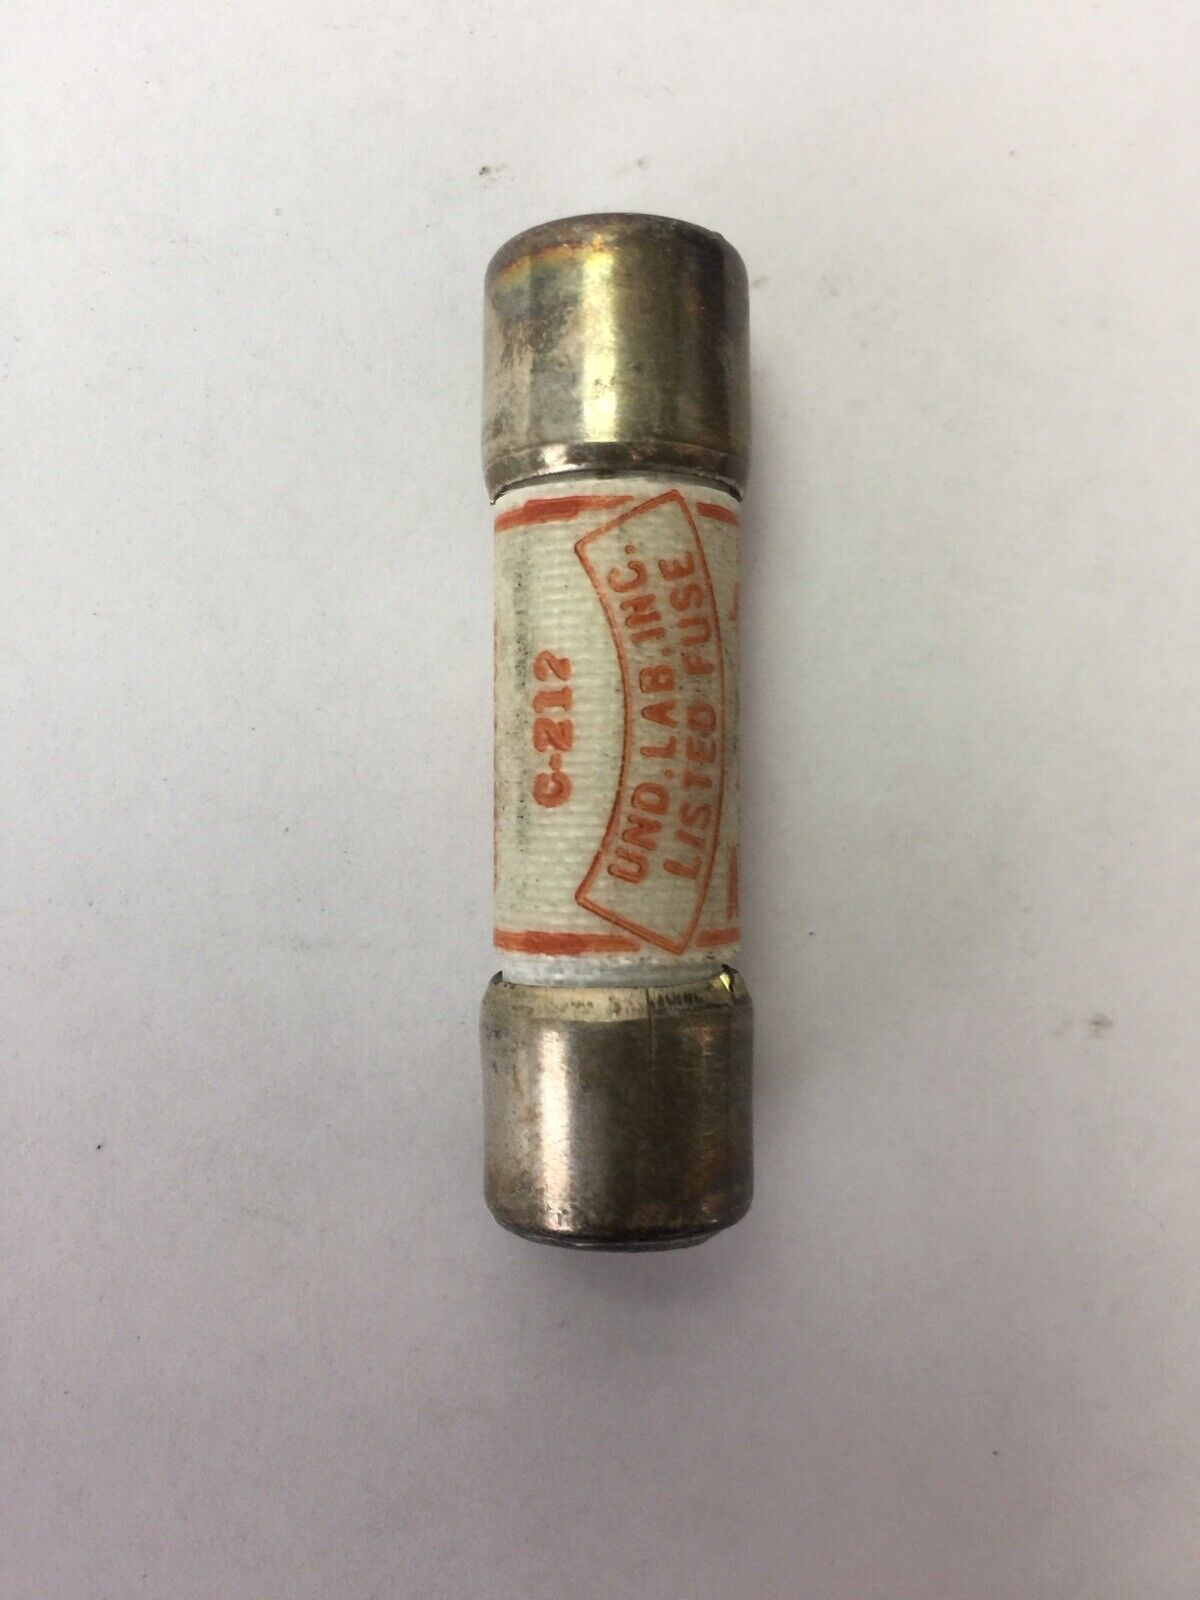 C-212
UND. LAB. INC.
LISTED FUSE